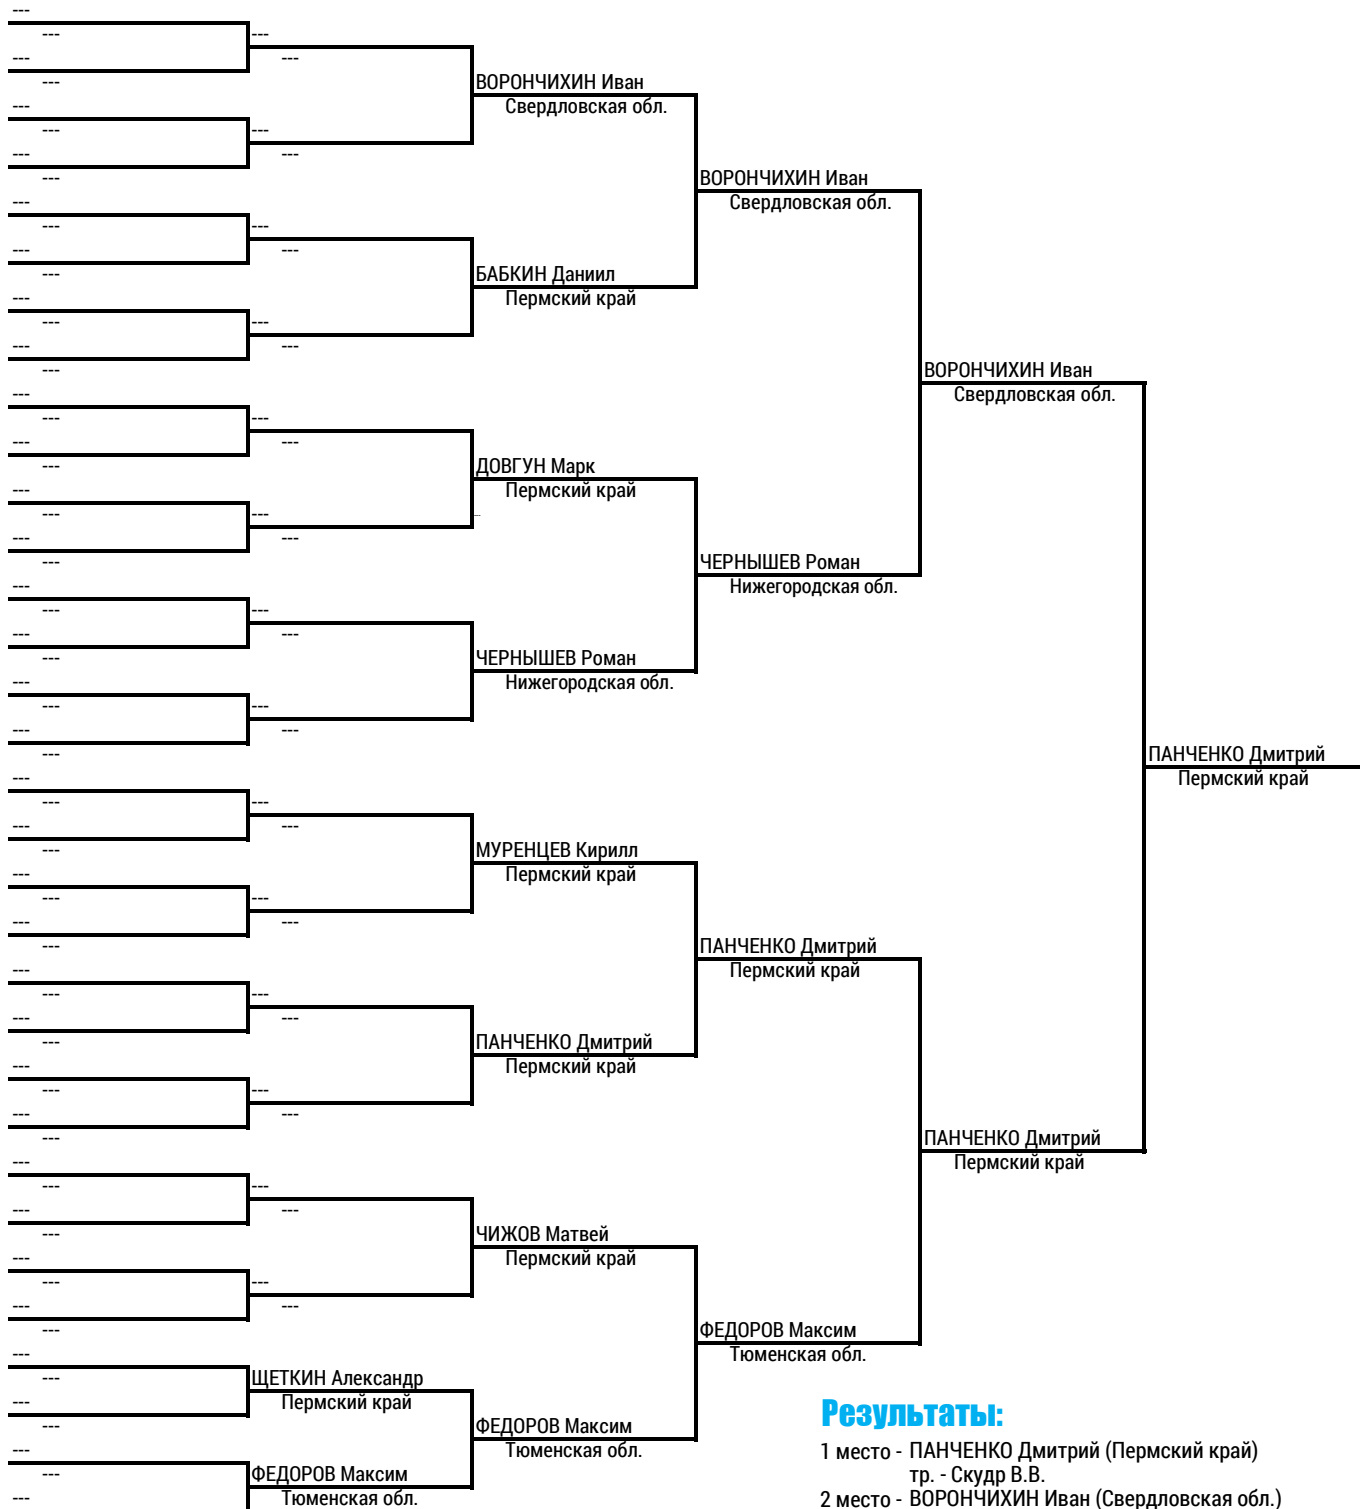 ---
--- ---
--- ---
--- ВОРОНЧИХИН Иван
--- Свердловская обл.
--- ---
--- ---
--- ВОРОНЧИХИН Иван
--- Свердловская обл.
--- ---
--- ---
--- БАБКИН Даниил
--- Пермский край
--- ---
--- ---
--- ВОРОНЧИХИН Иван
--- Свердловская обл.
--- ---
--- ---
--- ДОВГУН Марк
--- Пермский край
--- ---
--- ---
--- ЧЕРНЫШЕВ Роман
--- Нижегородская обл.
--- ---
--- ---
--- ЧЕРНЫШЕВ Роман
--- Нижегородская обл.
--- ---
--- ---
--- ПАНЧЕНКО Дмитрий
--- Пермский край
--- ---
--- ---
--- МУРЕНЦЕВ Кирилл
--- Пермский край
--- ---
--- ---
--- ПАНЧЕНКО Дмитрий
--- Пермский край
--- ---
--- ---
--- ПАНЧЕНКО Дмитрий
--- Пермский край
--- ---
--- ---
--- ПАНЧЕНКО Дмитрий
--- Пермский край
--- ---
--- ---
--- ЧИЖОВ Матвей
--- Пермский край
--- ---
--- ---
--- ФЕДОРОВ Максим
--- Тюменская обл.
--- ЩЕТКИН Александр
--- Пермский край
--- ФЕДОРОВ Максим
--- Тюменская обл.
--- ФЕДОРОВ Максим
--- Тюменская обл.
Результаты:
1 место - ПАНЧЕНКО Дмитрий (Пермский край)
тр. - Скудр В.В.
2 место - ВОРОНЧИХИН Иван (Свердловская обл.)